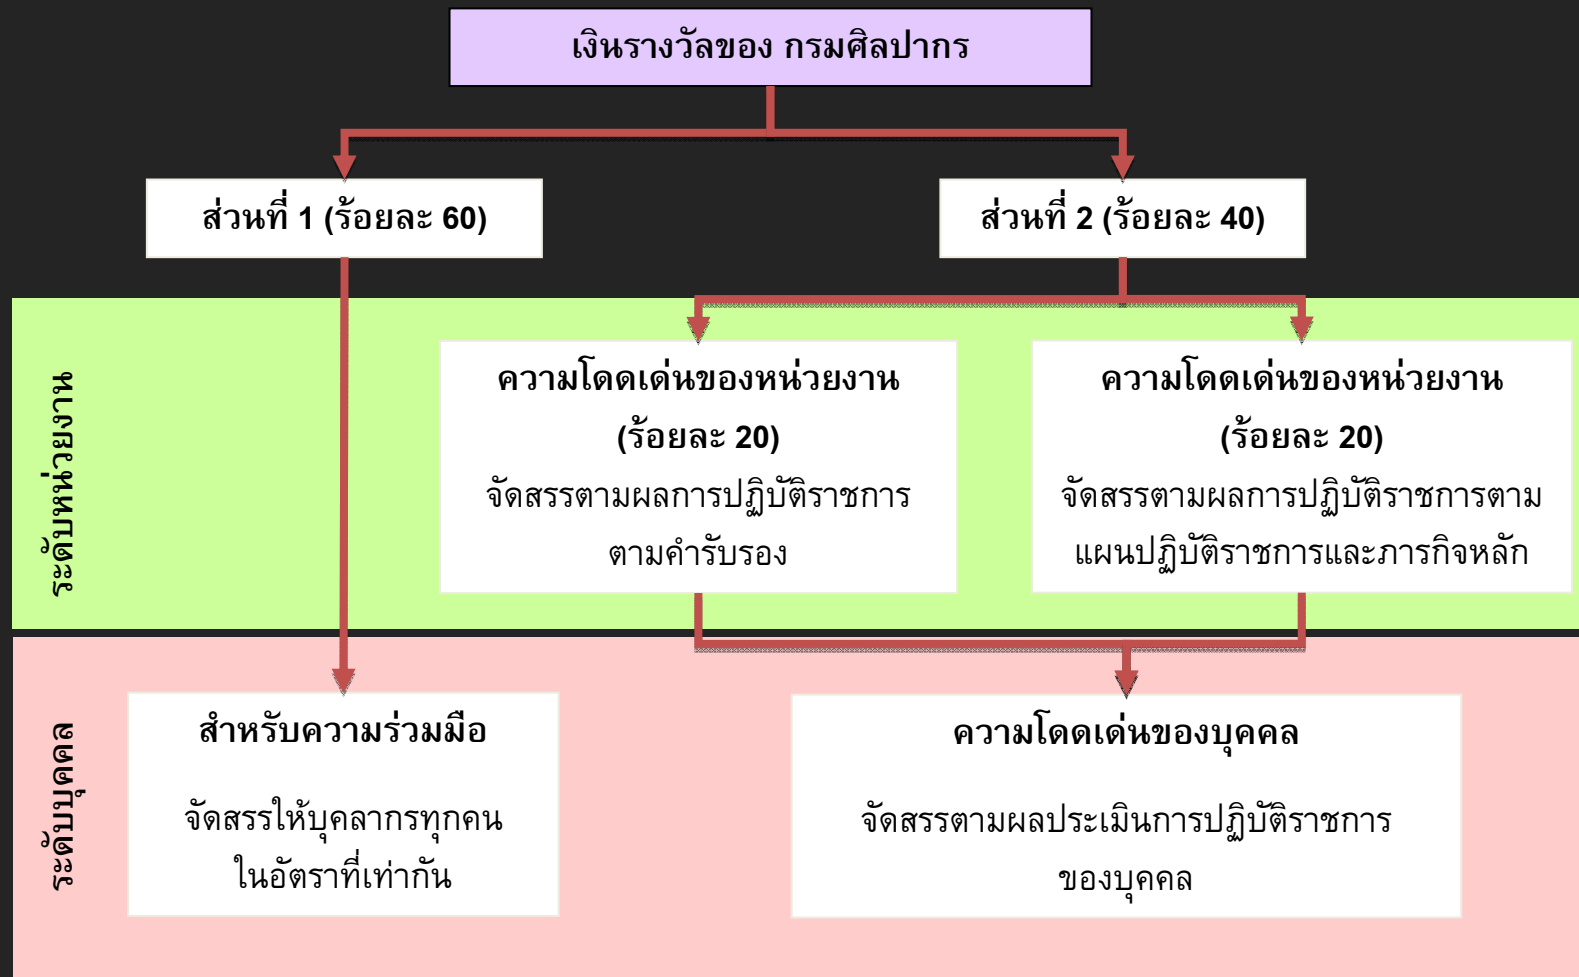 เงินรางวัลของ กรมศิลปากร
ส่วนที่ 1 (ร้อยละ 60)
ส่วนที่ 2 (ร้อยละ 40)
ระดับหน่วยงาน
ความโดดเด่นของหน่วยงาน
(ร้อยละ 20)
จัดสรรตามผลการปฏิบัติราชการ
ตามคำรับรอง
ความโดดเด่นของหน่วยงาน
(ร้อยละ 20)
จัดสรรตามผลการปฏิบัติราชการตาม
แผนปฏิบัติราชการและภารกิจหลัก
ระดับบุคคล
สำหรับความร่วมมือ
จัดสรรให้บุคลากรทุกคน
ในอัตราที่เท่ากัน
ความโดดเด่นของบุคคล
จัดสรรตามผลประเมินการปฏิบัติราชการ
ของบุคคล